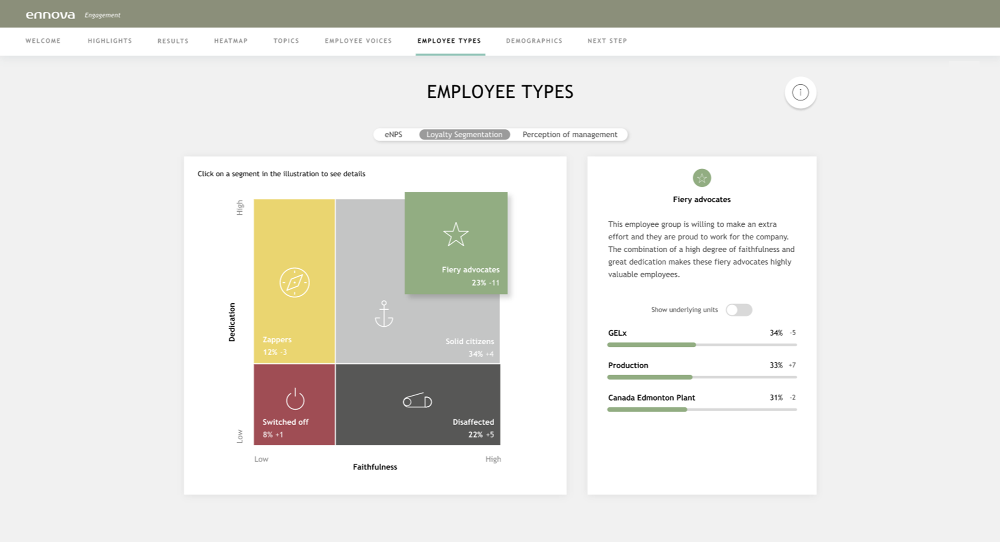 ennova Engagement
WELCOME HIGHLIGHTS RESULTS HEATMAP TOPICS EMPLOYEE VOICES EMPLOYEE TYPES DEMOGRAPHICS NEXT STEP
EMPLOYEE TYPES
i
eNPS Loyalty Segmentation Perception of management
Click on a segment in the illustration to see details
High
Dedication
Low
Fiery advocates
23% -11
Zappers
12% -3
Solid citizens
34% +4
Switched off
8% +1
Disaffected
22% +5
Low
High
Faithfulness
Fiery advocates
This employee group is willing to make an extra
effort and they are proud to work for the company.
The combination of a high degree of faithfulness and
great dedication makes these fiery advocates highly
valuable employees.
Show underlying units
GELx 34% -5
Production 33% +7
Canada Edmonton Plant 31% -2